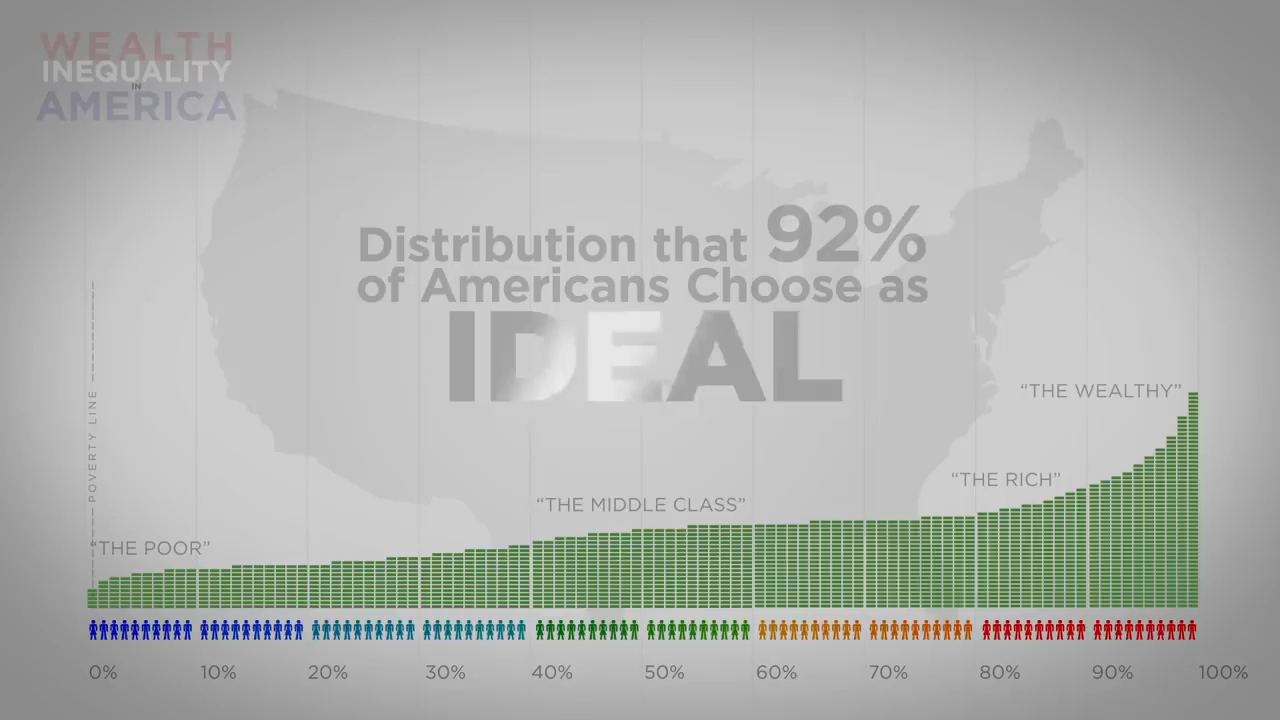 WEALTH
INEQUALITY
IN
AMERICA
Distribution that 92%
of Americans Choose as
IDEAL
POVERTY LINE
“THE WEALTHY”
“THE RICH”
“THE MIDDLE CLASS”
“THE POOR”
0% 10% 20% 30% 40% 50% 60% 70% 80% 90% 100%